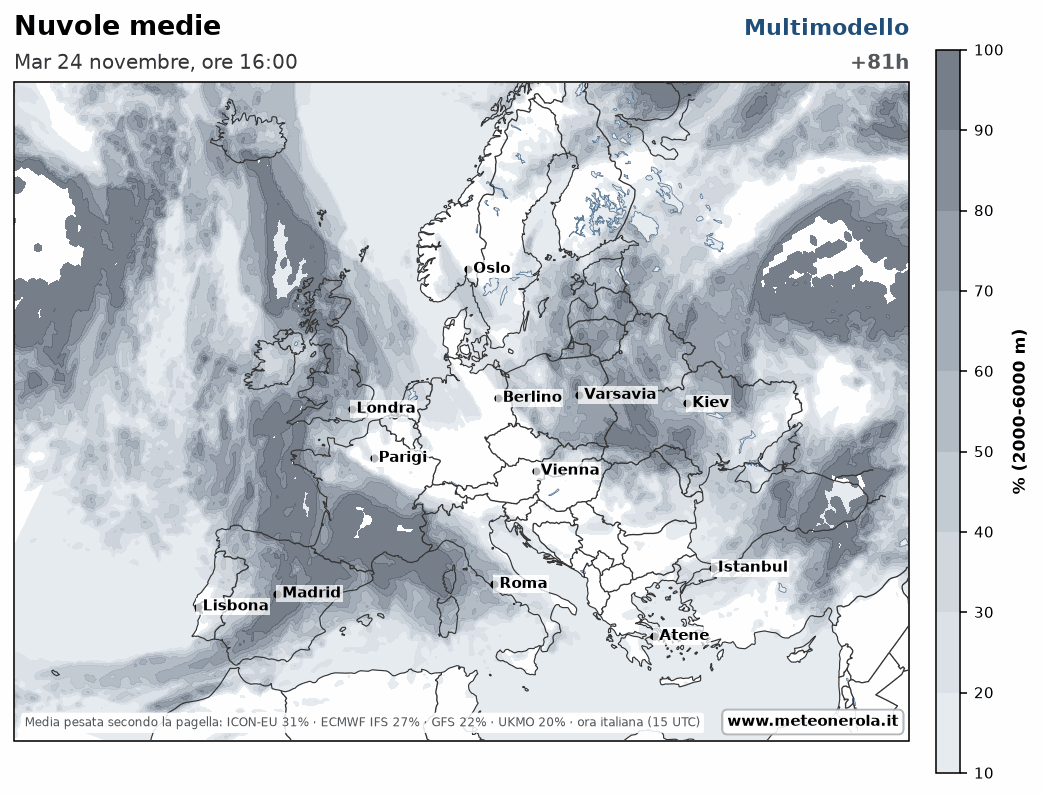 Nuvole medie
Multimodello
Mar 24 novembre, ore 16:00
+81h
100
90
80
70
60
50
40
30
20
10
% (2000-6000 m)
Oslo
Berlino
Varsavia
Kiev
Londra
Parigi
Vienna
Istanbul
Roma
Madrid
Lisbona
Atene
Media pesata secondo la pagella: ICON-EU 31% · ECMWF IFS 27% · GFS 22% · UKMO 20% · ora italiana (15 UTC)
www.meteonerola.it